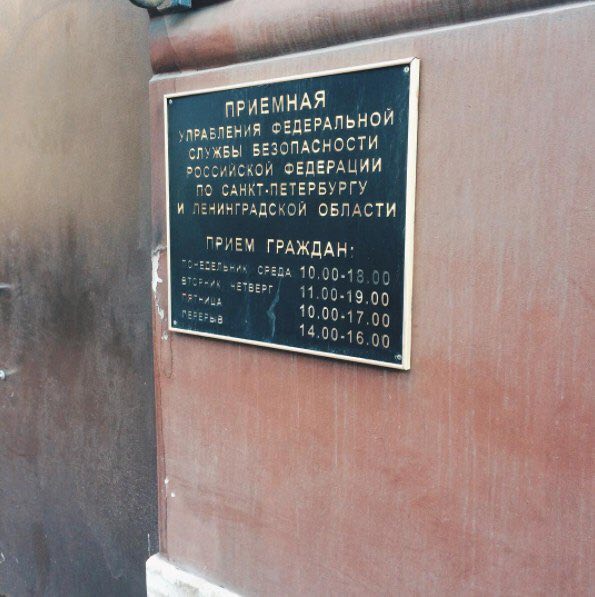 ПРИЕМНАЯ
УПРАВЛЕНИЯ ФЕДЕРАЛЬНОЙ
СЛУЖБЫ БЕЗОПАСНОСТИ
РОССИЙСКОЙ ФЕДЕРАЦИИ
ПО САНКТ-ПЕТЕРБУРГУ
И ЛЕНИНГРАДСКОЙ ОБЛАСТИ
ПРИЕМ ГРАЖДАН:
ПОНЕДЕЛЬНИК СРЕДА 10.00-18.00
ВТОРНИК ЧЕТВЕРГ 11.00-19.00
ПЯТНИЦА 10.00-17.00
ПЕРЕРЫВ 14.00-16.00